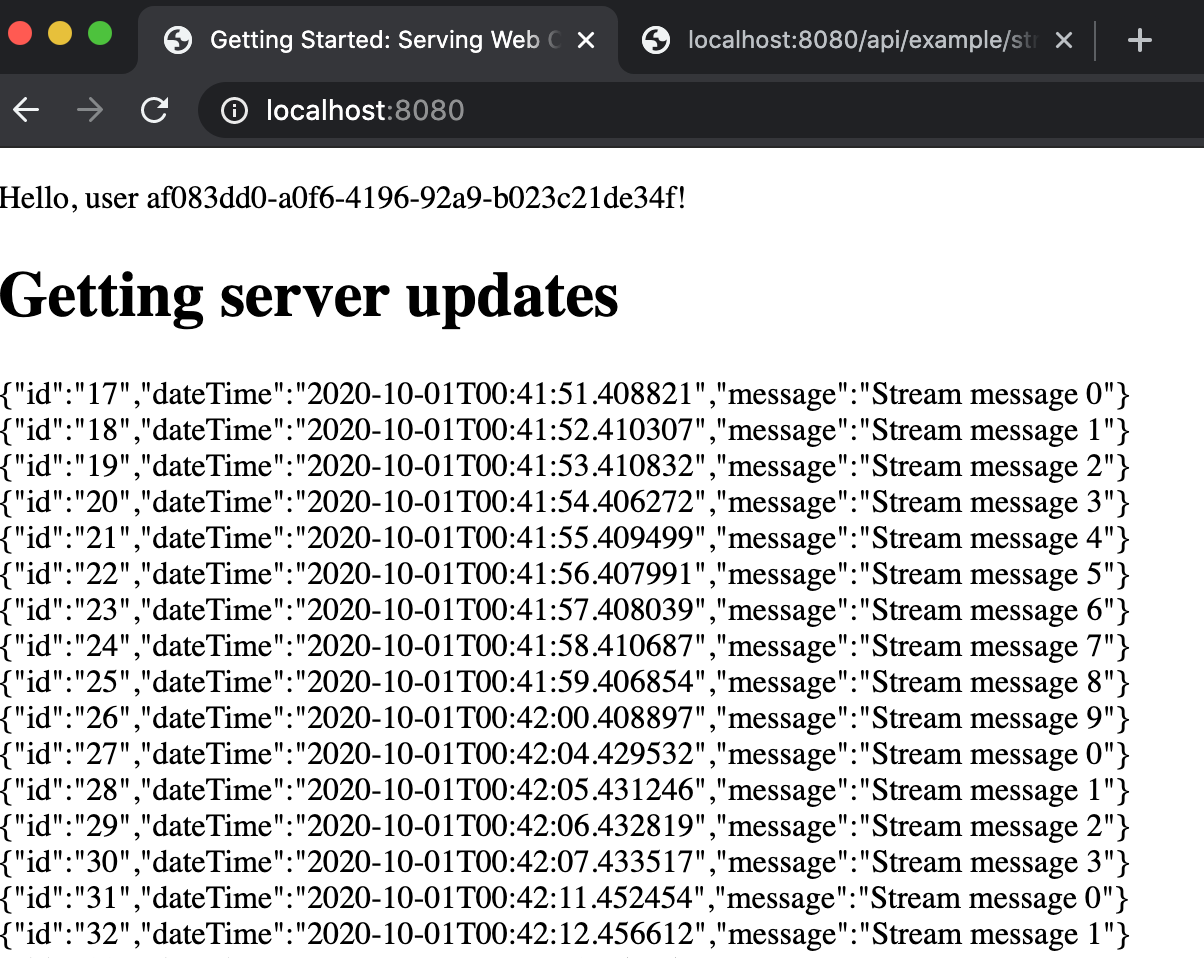 Getting Started: Serving Web
localhost:8080/api/example/str
localhost:8080
Hello, user af083dd0-a0f6-4196-92a9-b023c21de34f!
Getting server updates
{"id":"17","dateTime":"2020-10-01T00:41:51.408821","message":"Stream message 0"}
{"id":"18","dateTime":"2020-10-01T00:41:52.410307","message":"Stream message 1"}
{"id":"19","dateTime":"2020-10-01T00:41:53.410832","message":"Stream message 2"}
{"id":"20","dateTime":"2020-10-01T00:41:54.406272","message":"Stream message 3"}
{"id":"21","dateTime":"2020-10-01T00:41:55.409499","message":"Stream message 4"}
{"id":"22","dateTime":"2020-10-01T00:41:56.407991","message":"Stream message 5"}
{"id":"23","dateTime":"2020-10-01T00:41:57.408039","message":"Stream message 6"}
{"id":"24","dateTime":"2020-10-01T00:41:58.410687","message":"Stream message 7"}
{"id":"25","dateTime":"2020-10-01T00:41:59.406854","message":"Stream message 8"}
{"id":"26","dateTime":"2020-10-01T00:42:00.408897","message":"Stream message 9"}
{"id":"27","dateTime":"2020-10-01T00:42:04.429532","message":"Stream message 0"}
{"id":"28","dateTime":"2020-10-01T00:42:05.431246","message":"Stream message 1"}
{"id":"29","dateTime":"2020-10-01T00:42:06.432819","message":"Stream message 2"}
{"id":"30","dateTime":"2020-10-01T00:42:07.433517","message":"Stream message 3"}
{"id":"31","dateTime":"2020-10-01T00:42:11.452454","message":"Stream message 0"}
{"id":"32","dateTime":"2020-10-01T00:42:12.456612","message":"Stream message 1"}